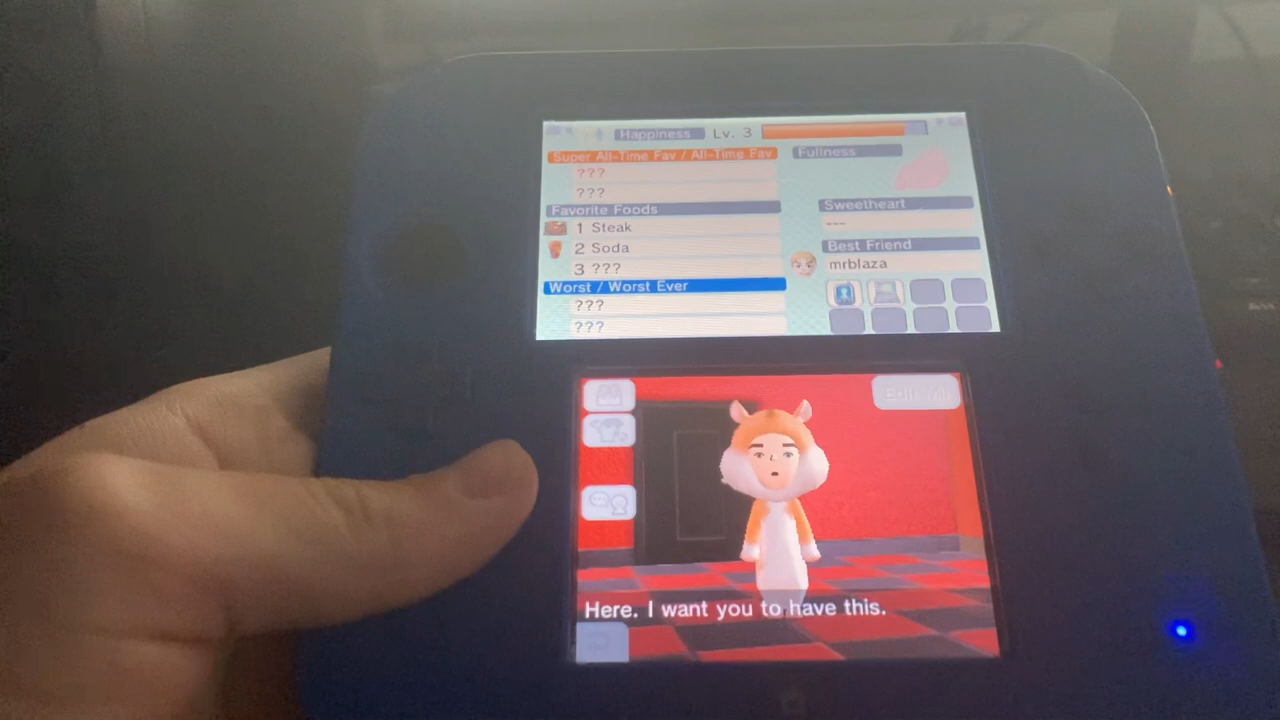 Happiness Lv. 3
Super All-Time Fav / All-Time Fav
???
???
Favorite Foods
1 Steak
2 Soda
3 ???
Worst / Worst Ever
???
???
Fullness
Sweetheart
---
Best Friend
mrblaza
Edit Mii
Here. I want you to have this.